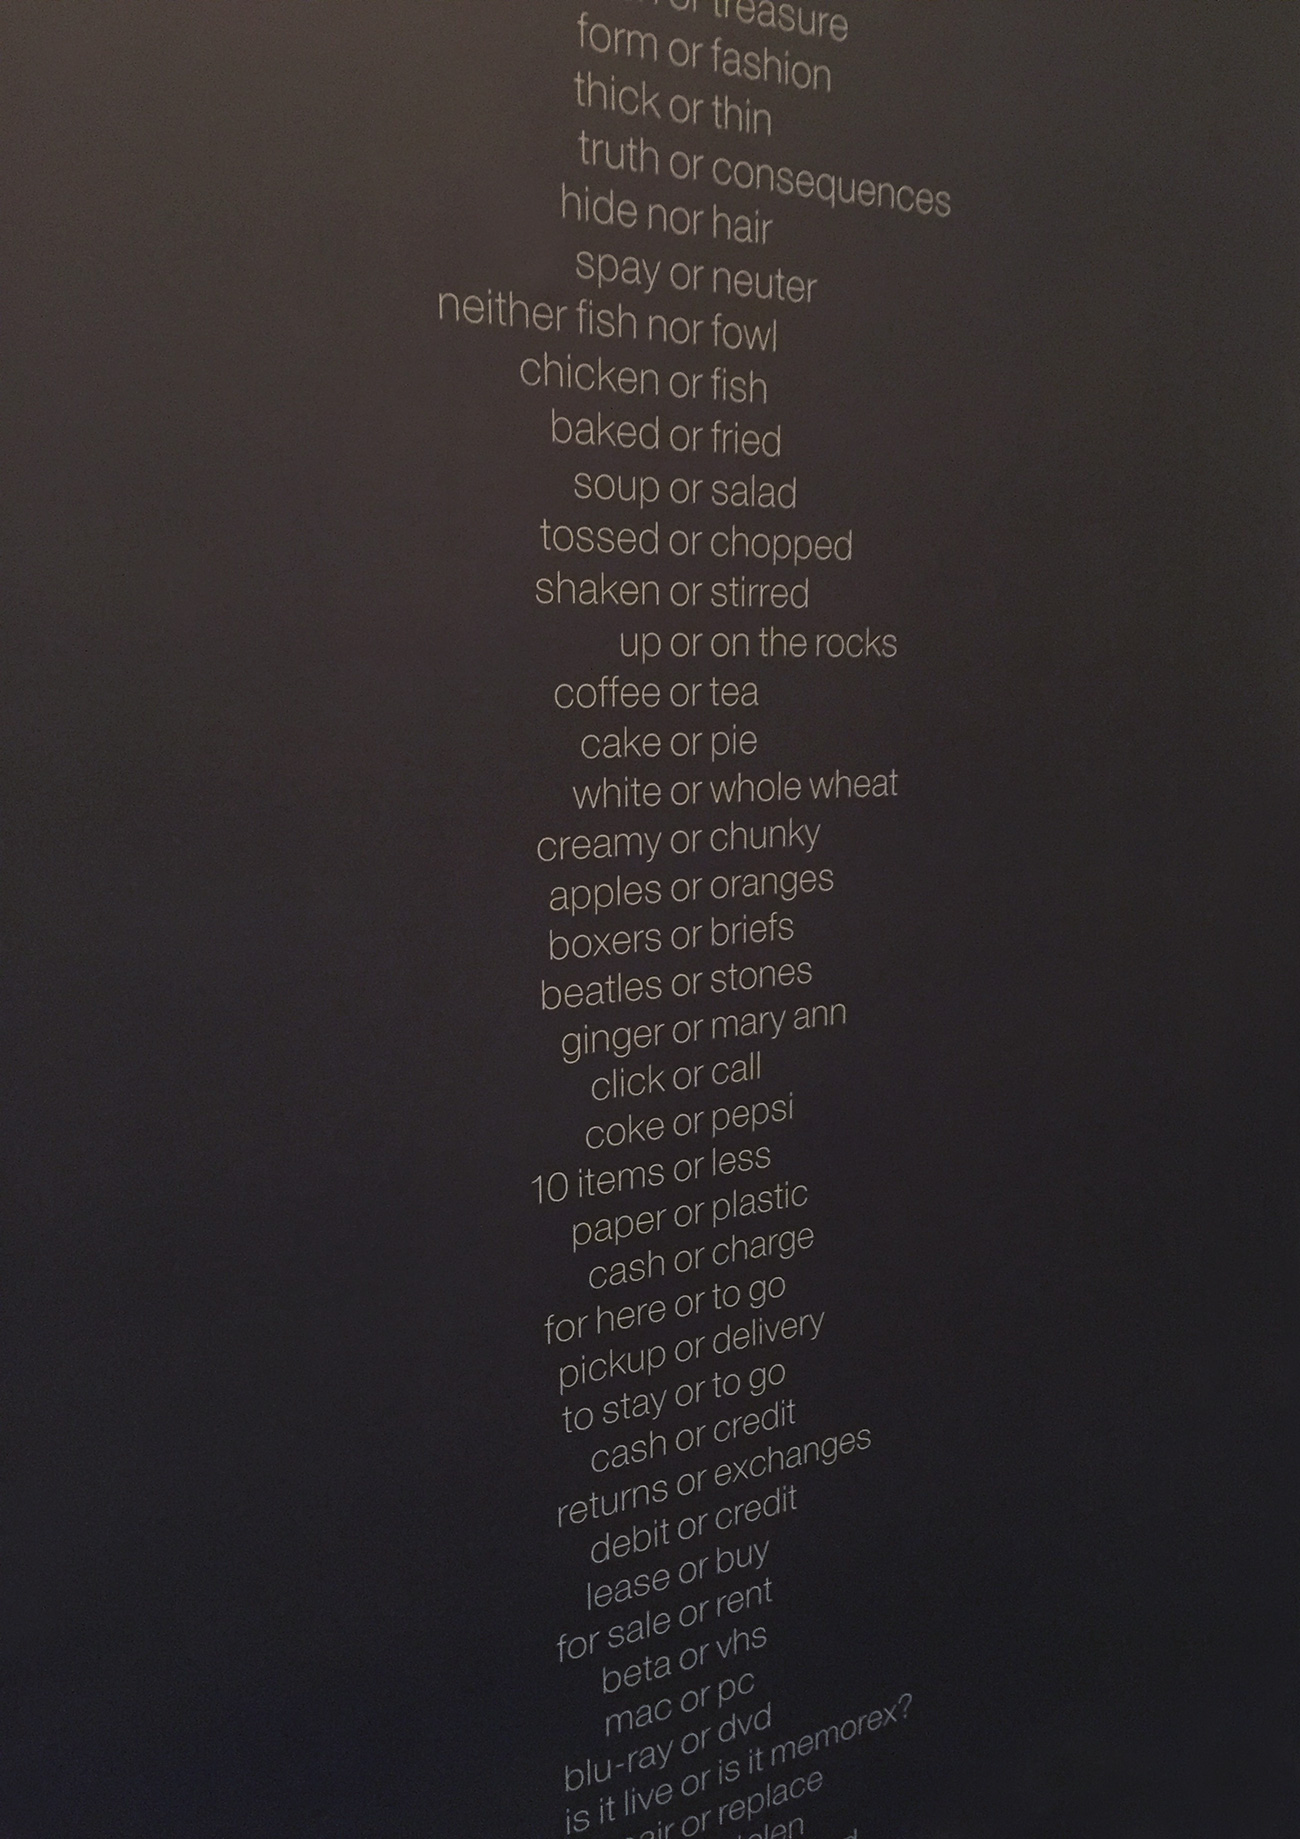 or treasure
form or fashion
thick or thin
truth or consequences
hide nor hair
spay or neuter
neither fish nor fowl
chicken or fish
baked or fried
soup or salad
tossed or chopped
shaken or stirred
up or on the rocks
coffee or tea
cake or pie
white or whole wheat
creamy or chunky
apples or oranges
boxers or briefs
beatles or stones
ginger or mary ann
click or call
coke or pepsi
10 items or less
paper or plastic
cash or charge
for here or to go
pickup or delivery
to stay or to go
cash or credit
returns or exchanges
debit or credit
lease or buy
for sale or rent
beta or vhs
mac or pc
blu-ray or dvd
is it live or is it memorex?
or replace